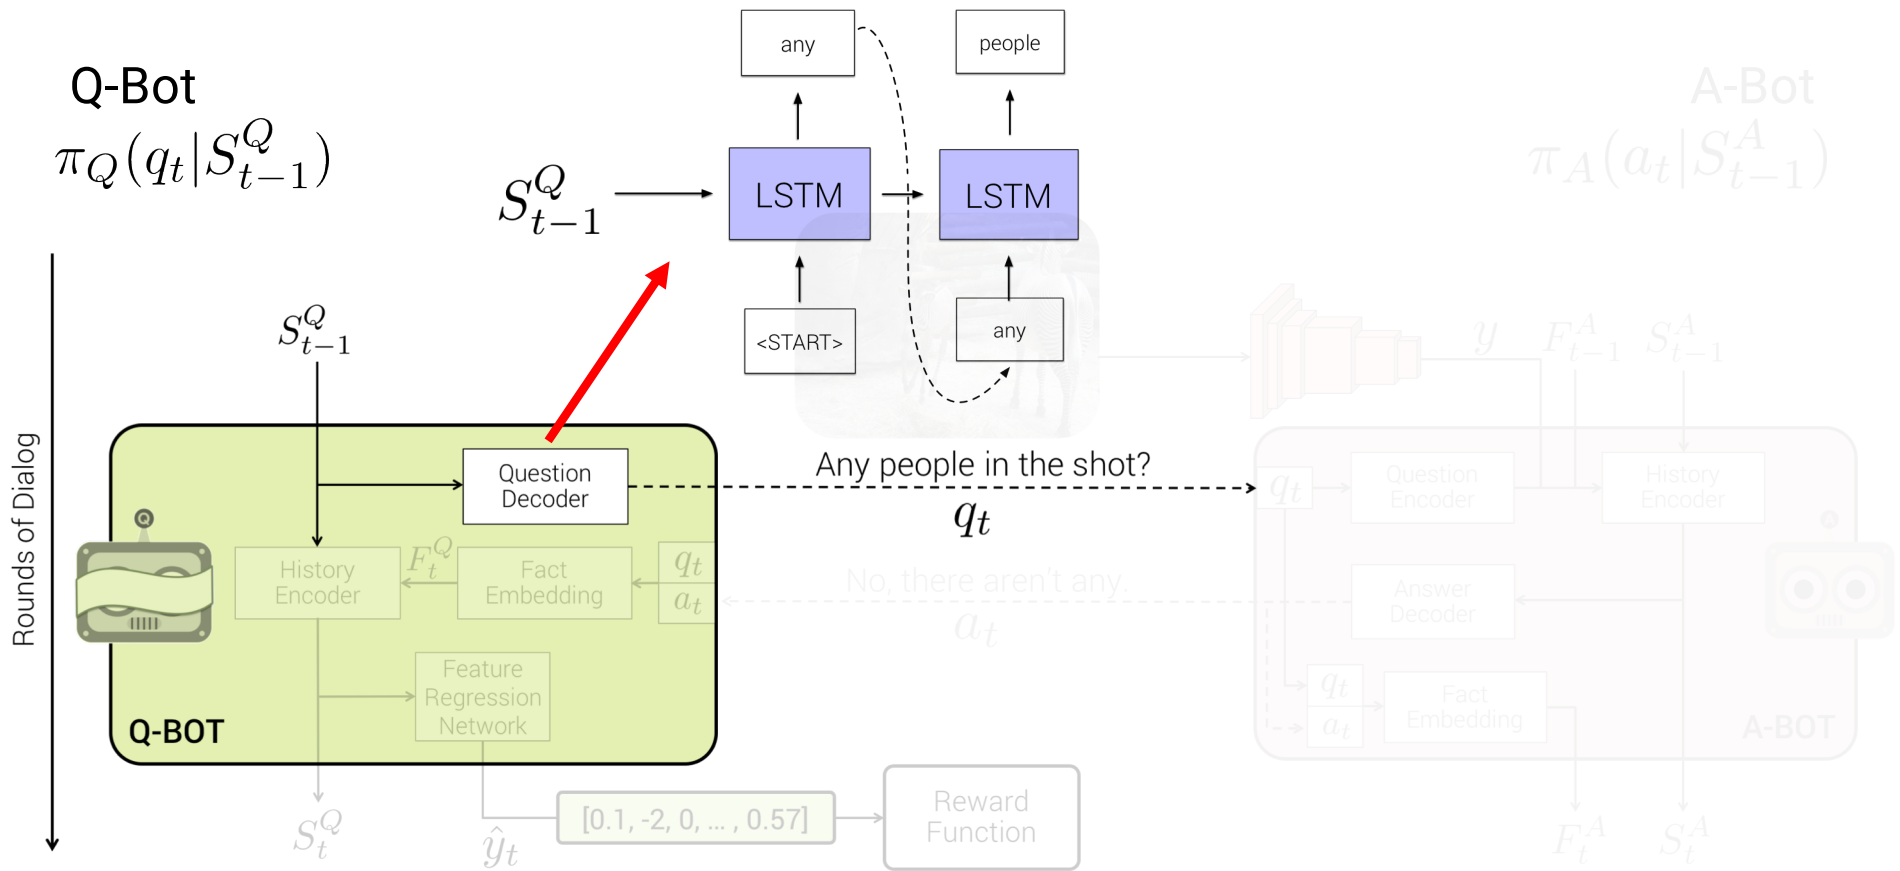 Q-Bot
π_Q(q_t|S^Q_{t−1})
any
people
A-Bot
π_A(a_t|S^A_{t−1})
S^Q_{t−1}
LSTM
LSTM
<START>
any
Rounds of Dialog
S^Q_{t−1}
y
F^A_{t−1}
S^A_{t−1}
Question
Decoder
Any people in the shot?
q_t
q_t
Question
Encoder
History
Encoder
Q
A
History
Encoder
F^Q_t
Fact
Embedding
q_t
a_t
No, there aren't any.
a_t
Answer
Decoder
Feature
Regression
Network
q_t
a_t
Fact
Embedding
Q-BOT
A-BOT
S^Q_t
ŷ_t
[0.1, -2, 0, ... , 0.57]
Reward
Function
F^A_t
S^A_t